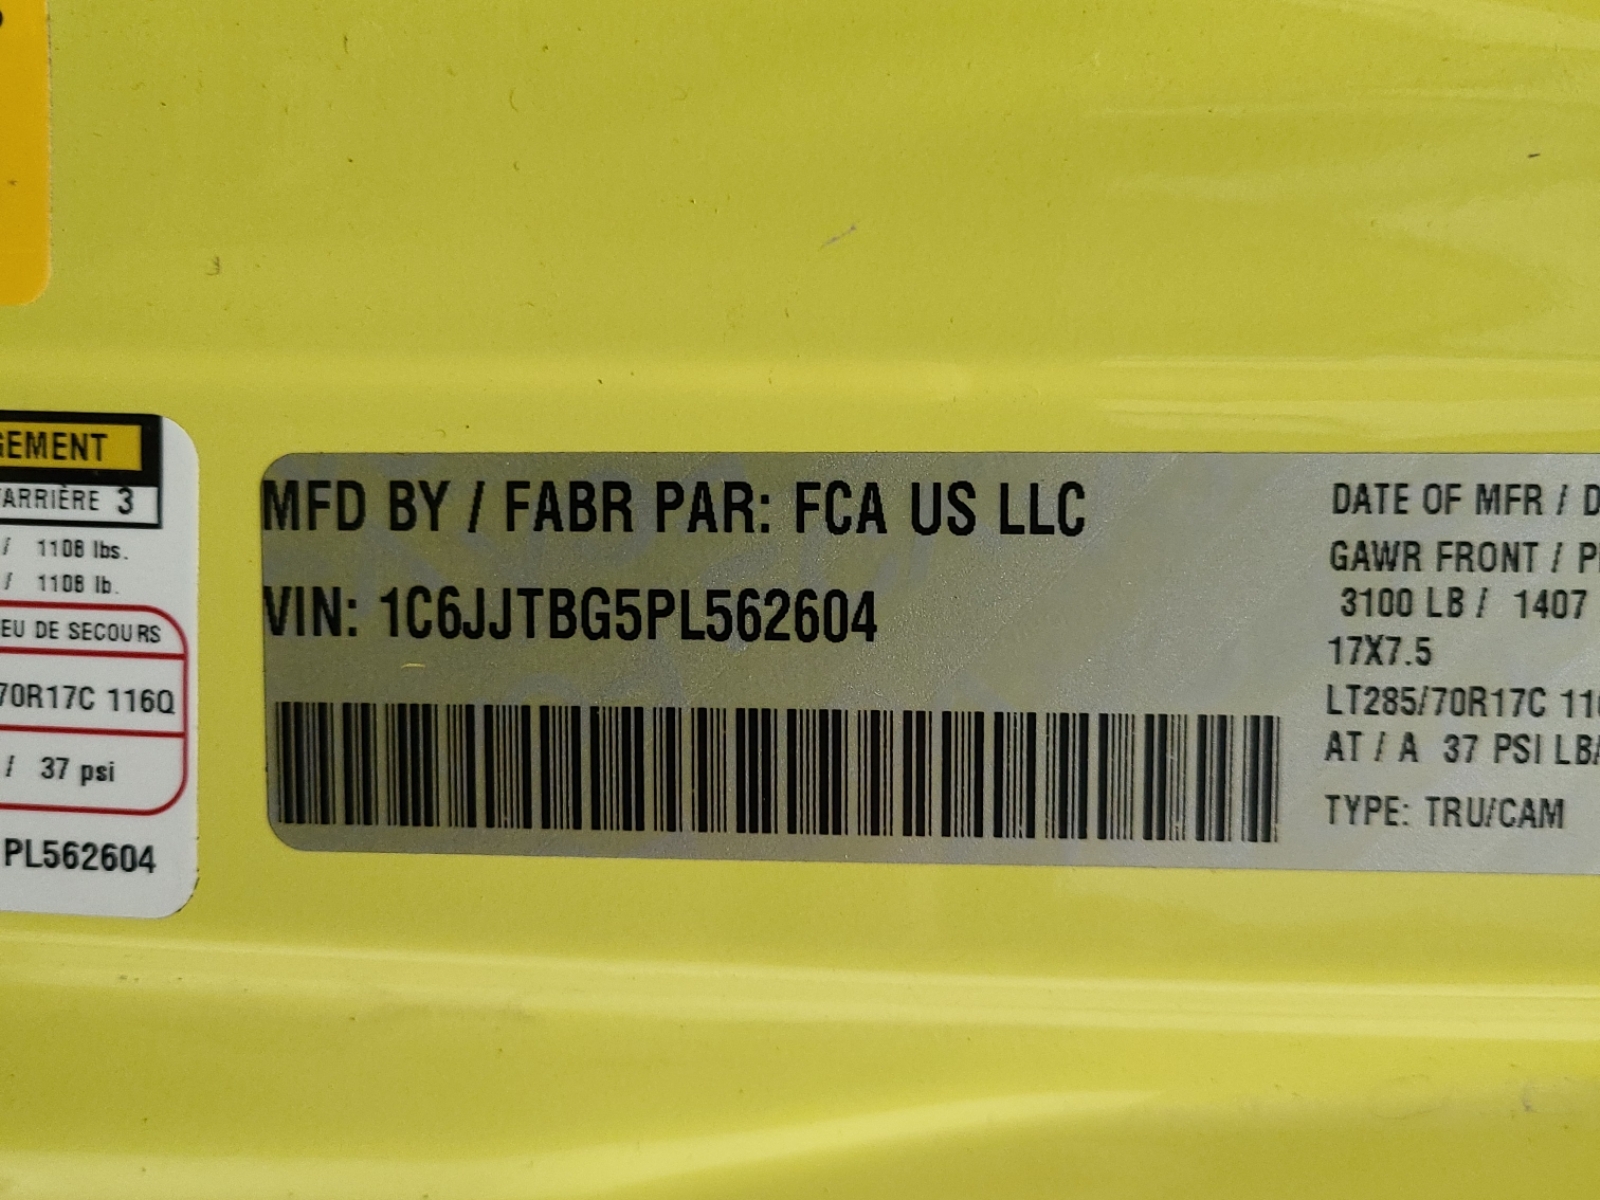 GEMENT
ARRIÈRE 3
/ 1108 lbs.
/ 1108 lb.
EU DE SECOURS
70R17C 116Q
/ 37 psi
PL562604
MFD BY / FABR PAR: FCA US LLC
VIN: 1C6JJTBG5PL562604
DATE OF MFR / D
GAWR FRONT / P
3100 LB / 1407
17X7.5
LT285/70R17C 11
AT / A 37 PSI LB
TYPE: TRU/CAM